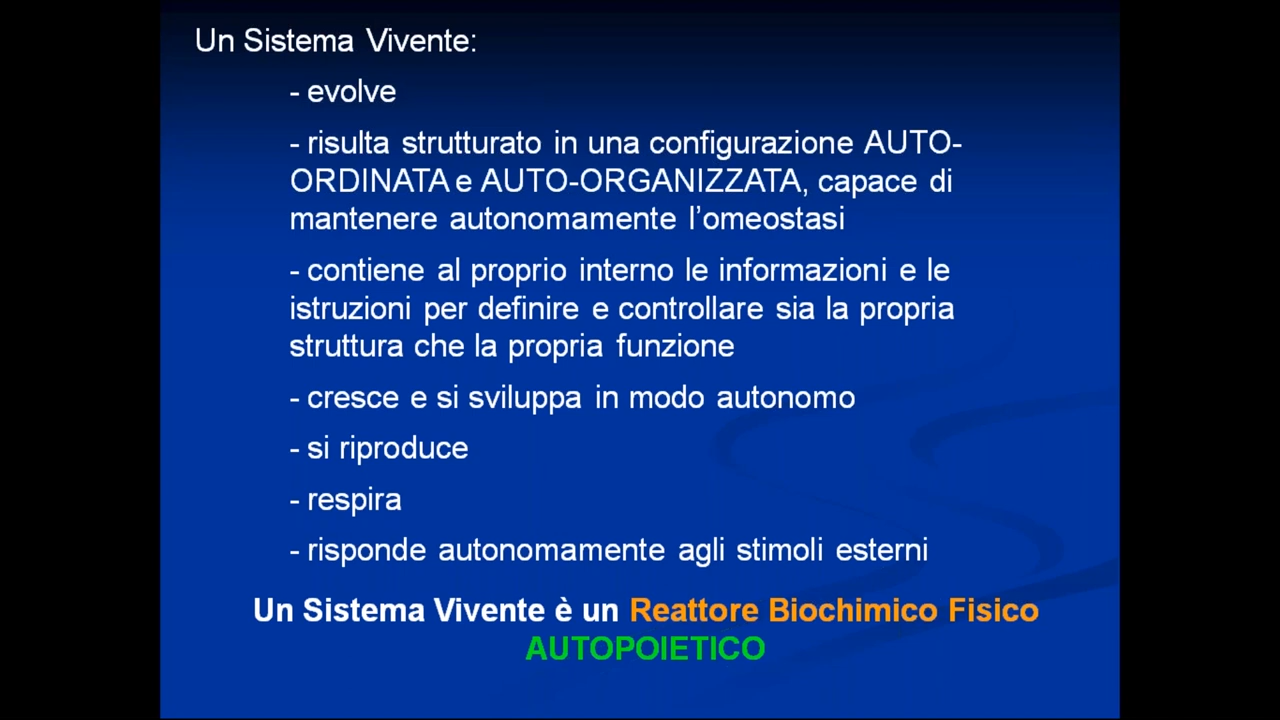 Un Sistema Vivente:
- evolve
- risulta strutturato in una configurazione AUTO-
ORDINATA e AUTO-ORGANIZZATA, capace di
mantenere autonomamente l’omeostasi
- contiene al proprio interno le informazioni e le
istruzioni per definire e controllare sia la propria
struttura che la propria funzione
- cresce e si sviluppa in modo autonomo
- si riproduce
- respira
- risponde autonomamente agli stimoli esterni
Un Sistema Vivente è un Reattore Biochimico Fisico
AUTOPOIETICO